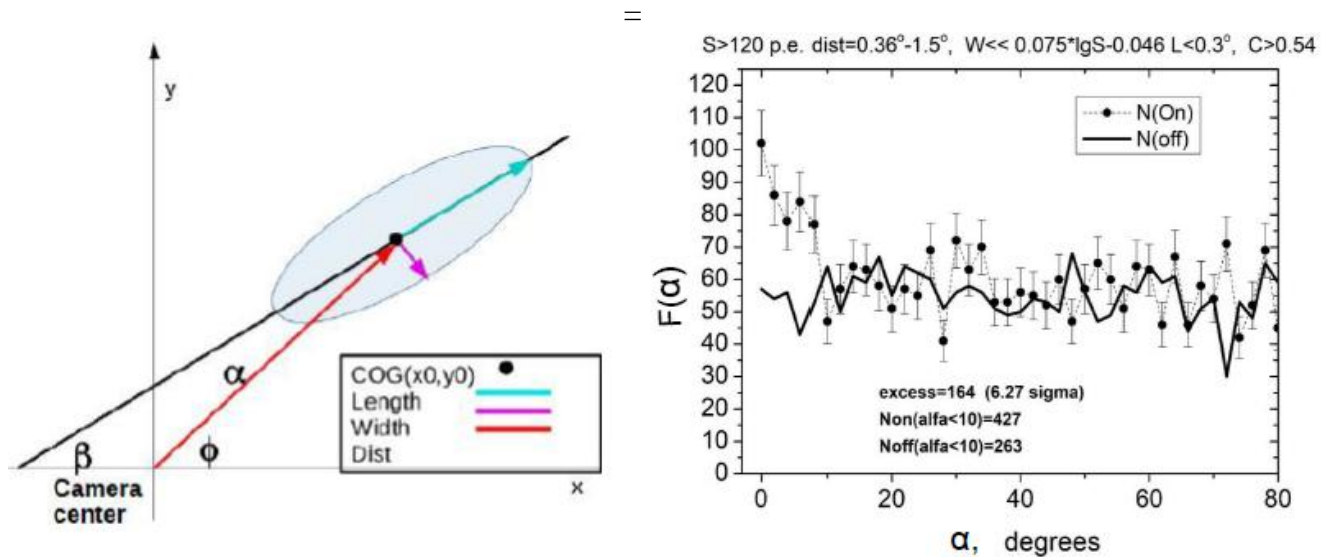 =
y
α
β
ϕ
Camera
center
x
COG(x0,y0)
Length
Width
Dist
S>120 p.e. dist=0.36°-1.5°, W<< 0.075*lgS-0.046 L<0.3°, C>0.54
F(α)
120
110
100
90
80
70
60
50
40
30
20
10
0
N(On)
N(off)
excess=164 (6.27 sigma)
Non(alfa<10)=427
Noff(alfa<10)=263
0 20 40 60 80
α, degrees